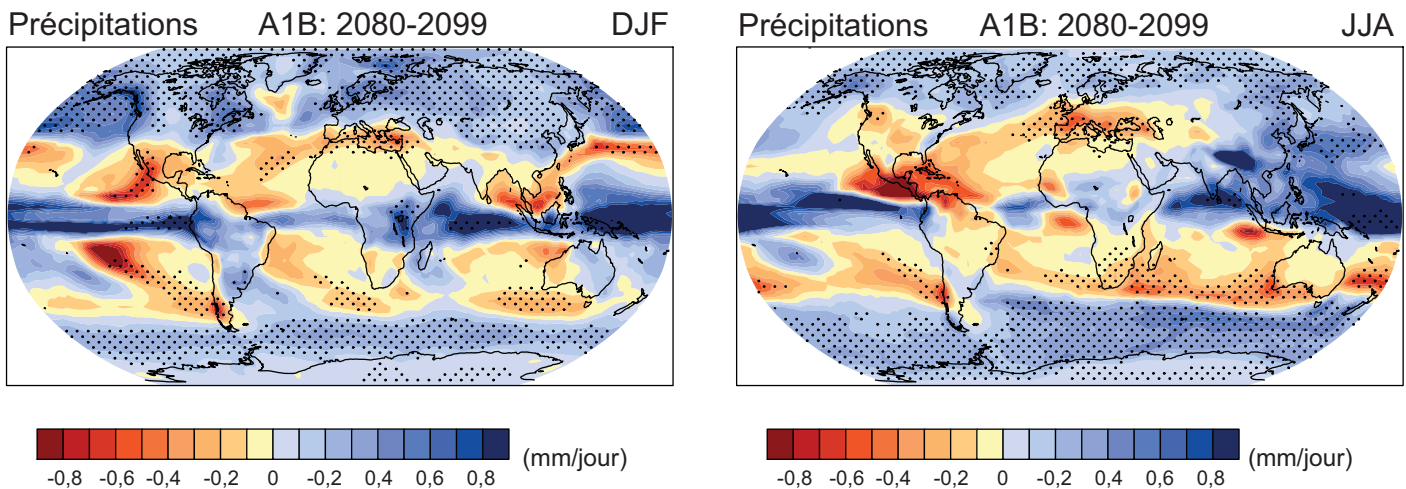 Précipitations A1B: 2080-2099 DJF
-0,8 -0,6 -0,4 -0,2 0 -0,2 0,4 0,6 0,8 (mm/jour)
Précipitations A1B: 2080-2099 JJA
-0,8 -0,6 -0,4 -0,2 0 -0,2 0,4 0,6 0,8 (mm/jour)